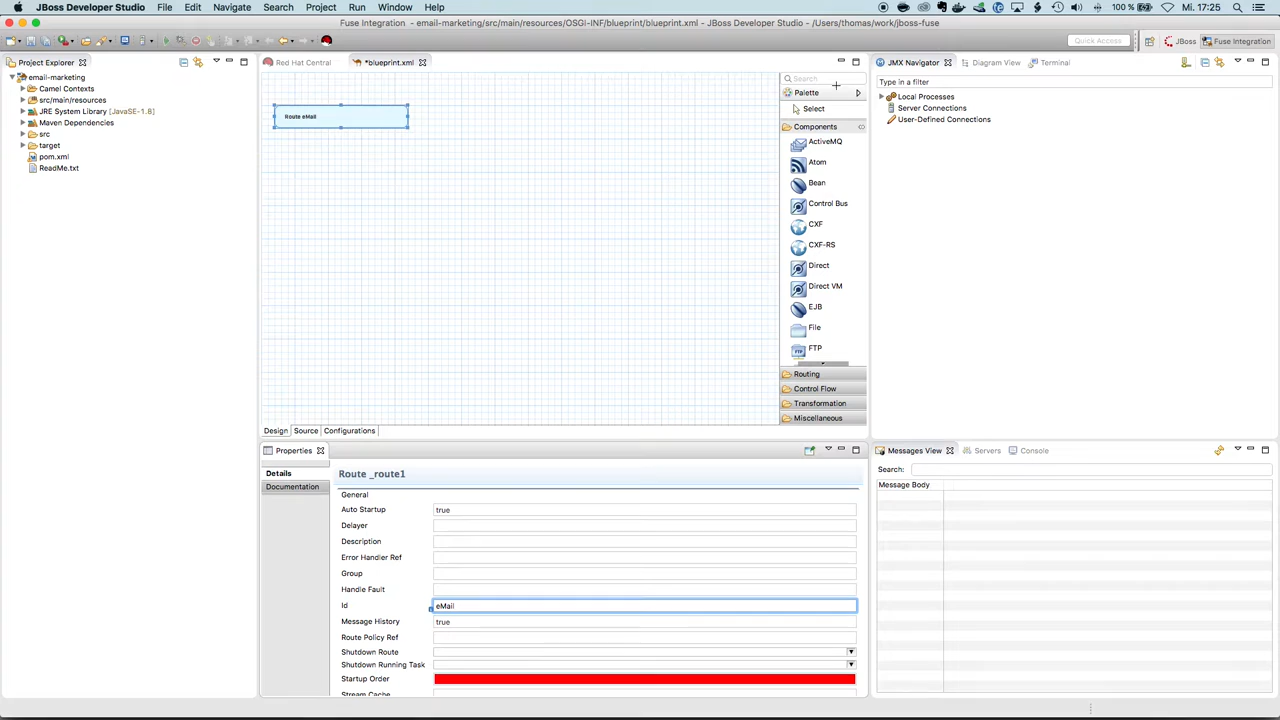 JBoss Developer Studio File Edit Navigate Search Project Run Window Help 100 % Mi. 17:25
Fuse Integration - email-marketing/src/main/resources/OSGI-INF/blueprint/blueprint.xml - JBoss Developer Studio - /Users/thomas/work/jboss-fuse
Quick Access JBoss Fuse Integration
Project Explorer
email-marketing
Camel Contexts
src/main/resources
JRE System Library [JavaSE-1.8]
Maven Dependencies
src
target
pom.xml
ReadMe.txt
Red Hat Central *blueprint.xml
Route eMail
Search
Palette
Select
Components
ActiveMQ
Atom
Bean
Control Bus
CXF
CXF-RS
Direct
Direct VM
EJB
File
FTP
Routing
Control Flow
Transformation
Miscellaneous
Design Source Configurations
JMX Navigator Diagram View Terminal
Type in a filter
Local Processes
Server Connections
User-Defined Connections
Properties
Details
Documentation
Route _route1
General
Auto Startup true
Delayer
Description
Error Handler Ref
Group
Handle Fault
Id eMail
Message History true
Route Policy Ref
Shutdown Route
Shutdown Running Task
Startup Order
Stream Cache
Messages View Servers Console
Search:
Message Body